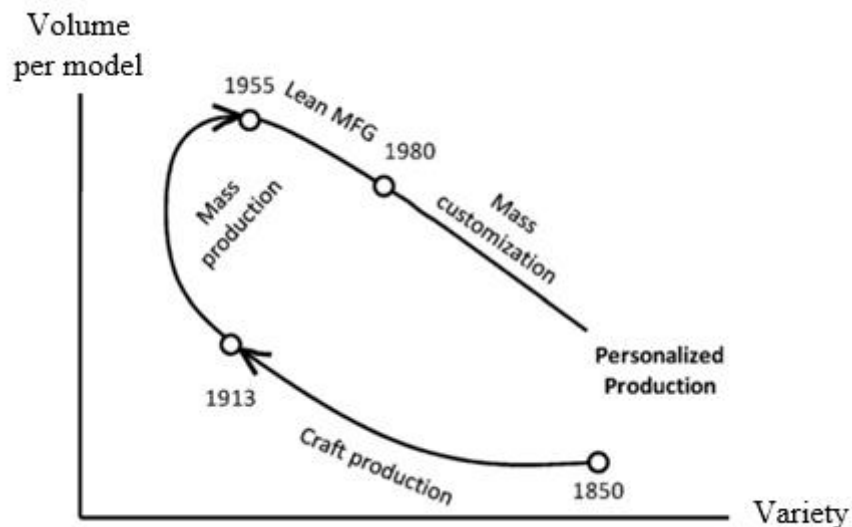 Volume
per model
1955
Lean MFG
1980
Mass
production
Mass
customization
Personalized
Production
1913
Craft production
1850
Variety